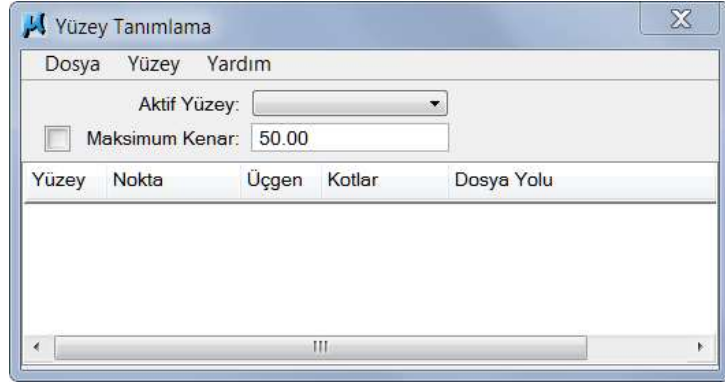 Yüzey Tanımlama
Dosya Yüzey Yardım
Aktif Yüzey:
Maksimum Kenar: 50.00
Yüzey Nokta Üçgen Kotlar Dosya Yolu